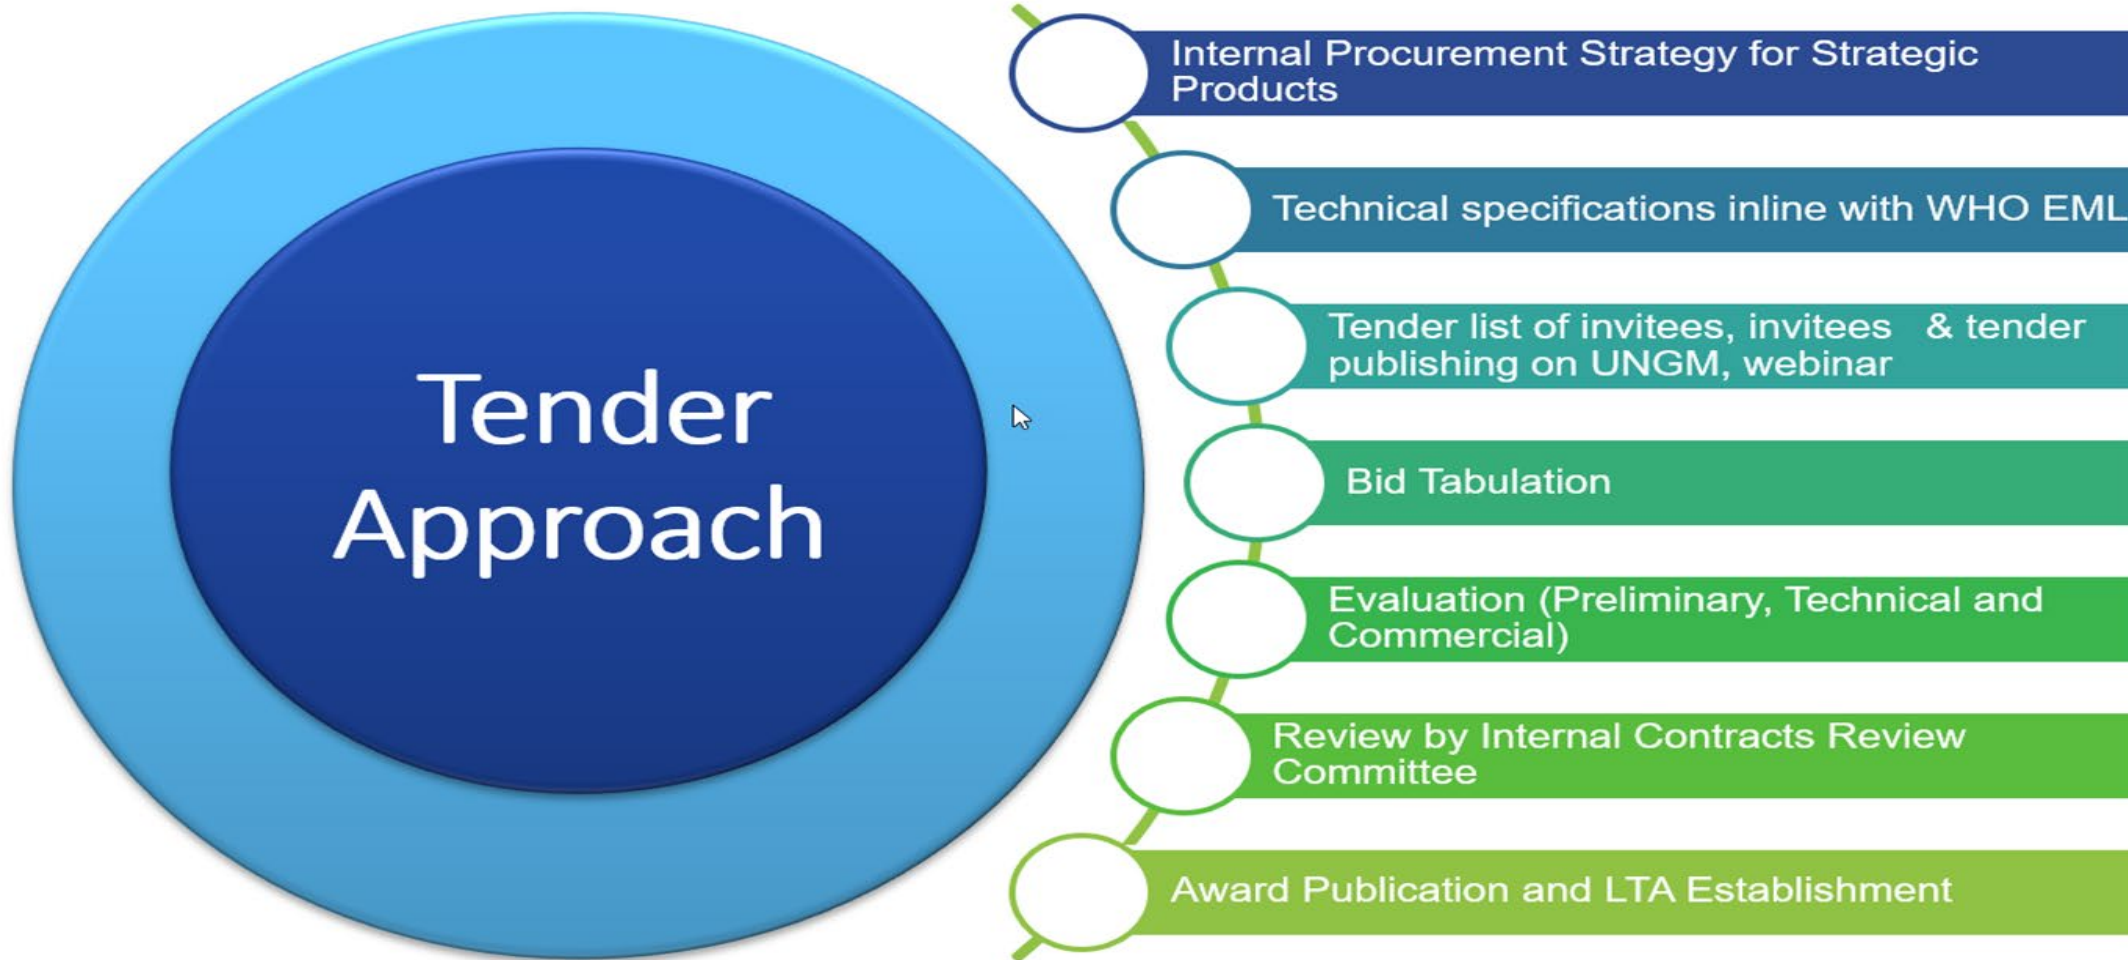 Tender
Approach
Internal Procurement Strategy for Strategic
Products
Technical specifications inline with WHO EML
Tender list of invitees, invitees & tender
publishing on UNGM, webinar
Bid Tabulation
Evaluation (Preliminary, Technical and
Commercial)
Review by Internal Contracts Review
Committee
Award Publication and LTA Establishment